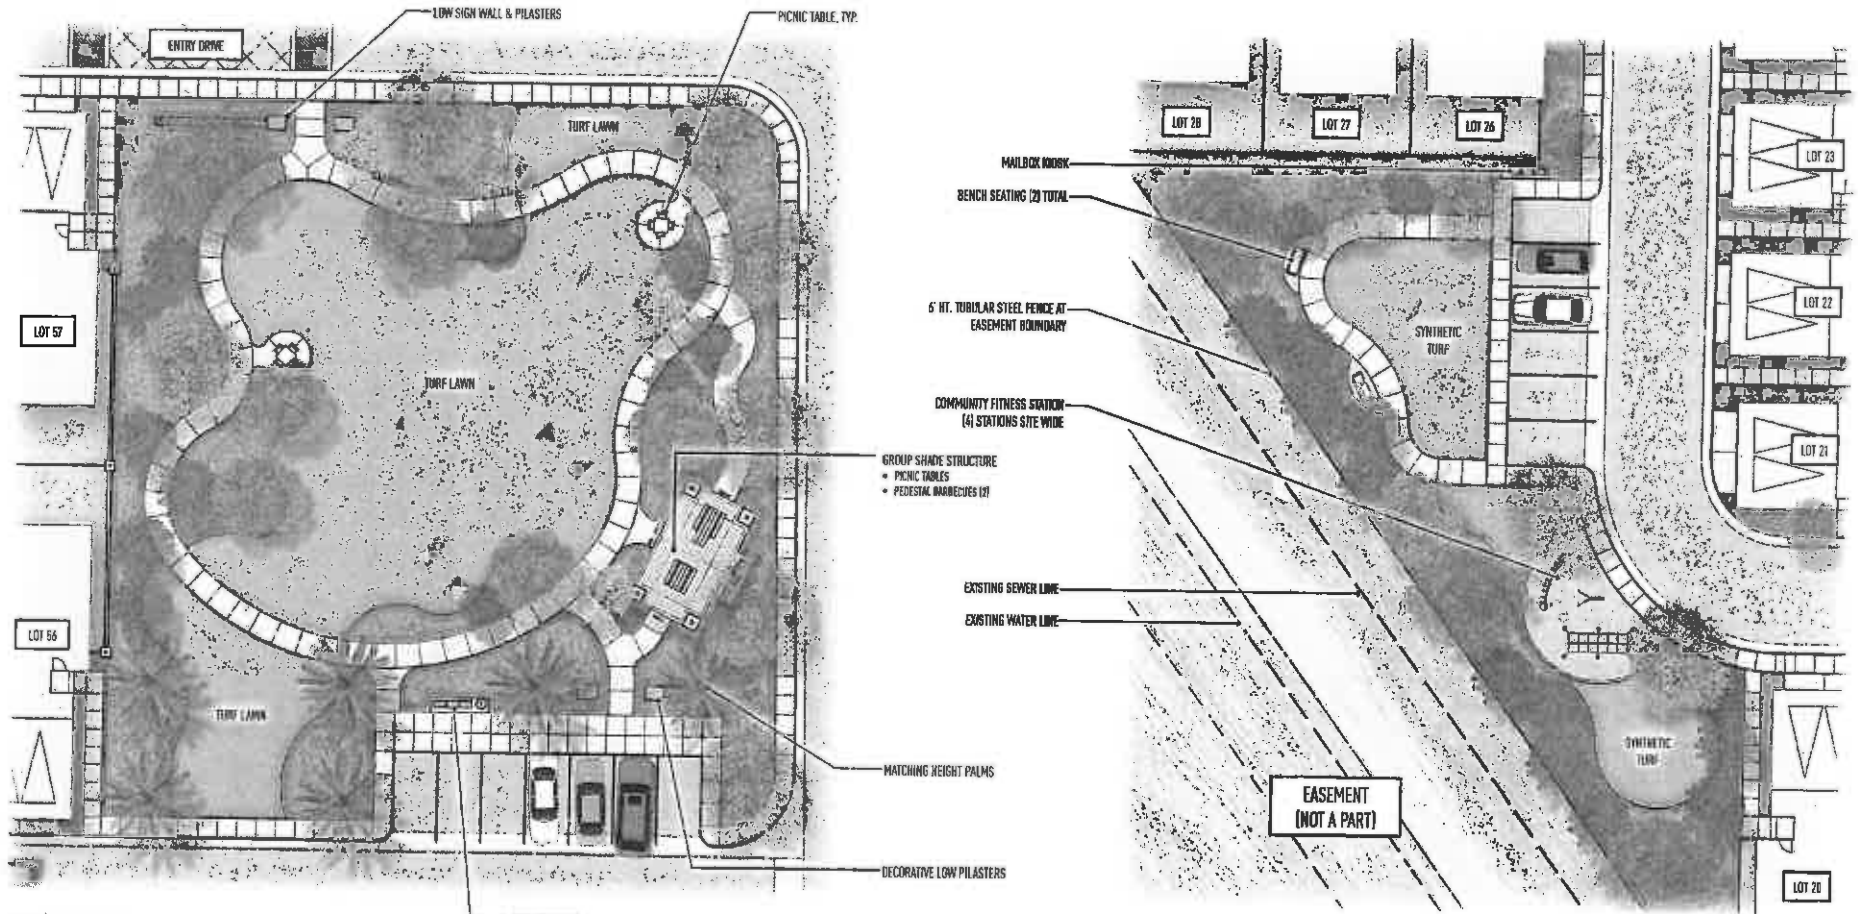 LOW SIGN WALL & PILASTERS
PICNIC TABLE, TYP.
ENTRY DRIVE
TURF LAWN
LOT 57
TURF LAWN
GROUP SHADE STRUCTURE
• PICNIC TABLES
• PEDESTAL BARBECUES (2)
LOT 56
TURF LAWN
MATCHING HEIGHT PALMS
DECORATIVE LOW PILASTERS
LOT 28
LOT 27
LOT 26
LOT 23
MAILBOX KIOSK
BENCH SEATING (2) TOTAL
6' HT. TUBULAR STEEL FENCE AT
EASEMENT BOUNDARY
SYNTHETIC
TURF
LOT 22
COMMUNITY FITNESS STATION
(4) STATIONS SITE WIDE
LOT 21
EXISTING SEWER LINE
EXISTING WATER LINE
SYNTHETIC
TURF
EASEMENT
(NOT A PART)
LOT 20